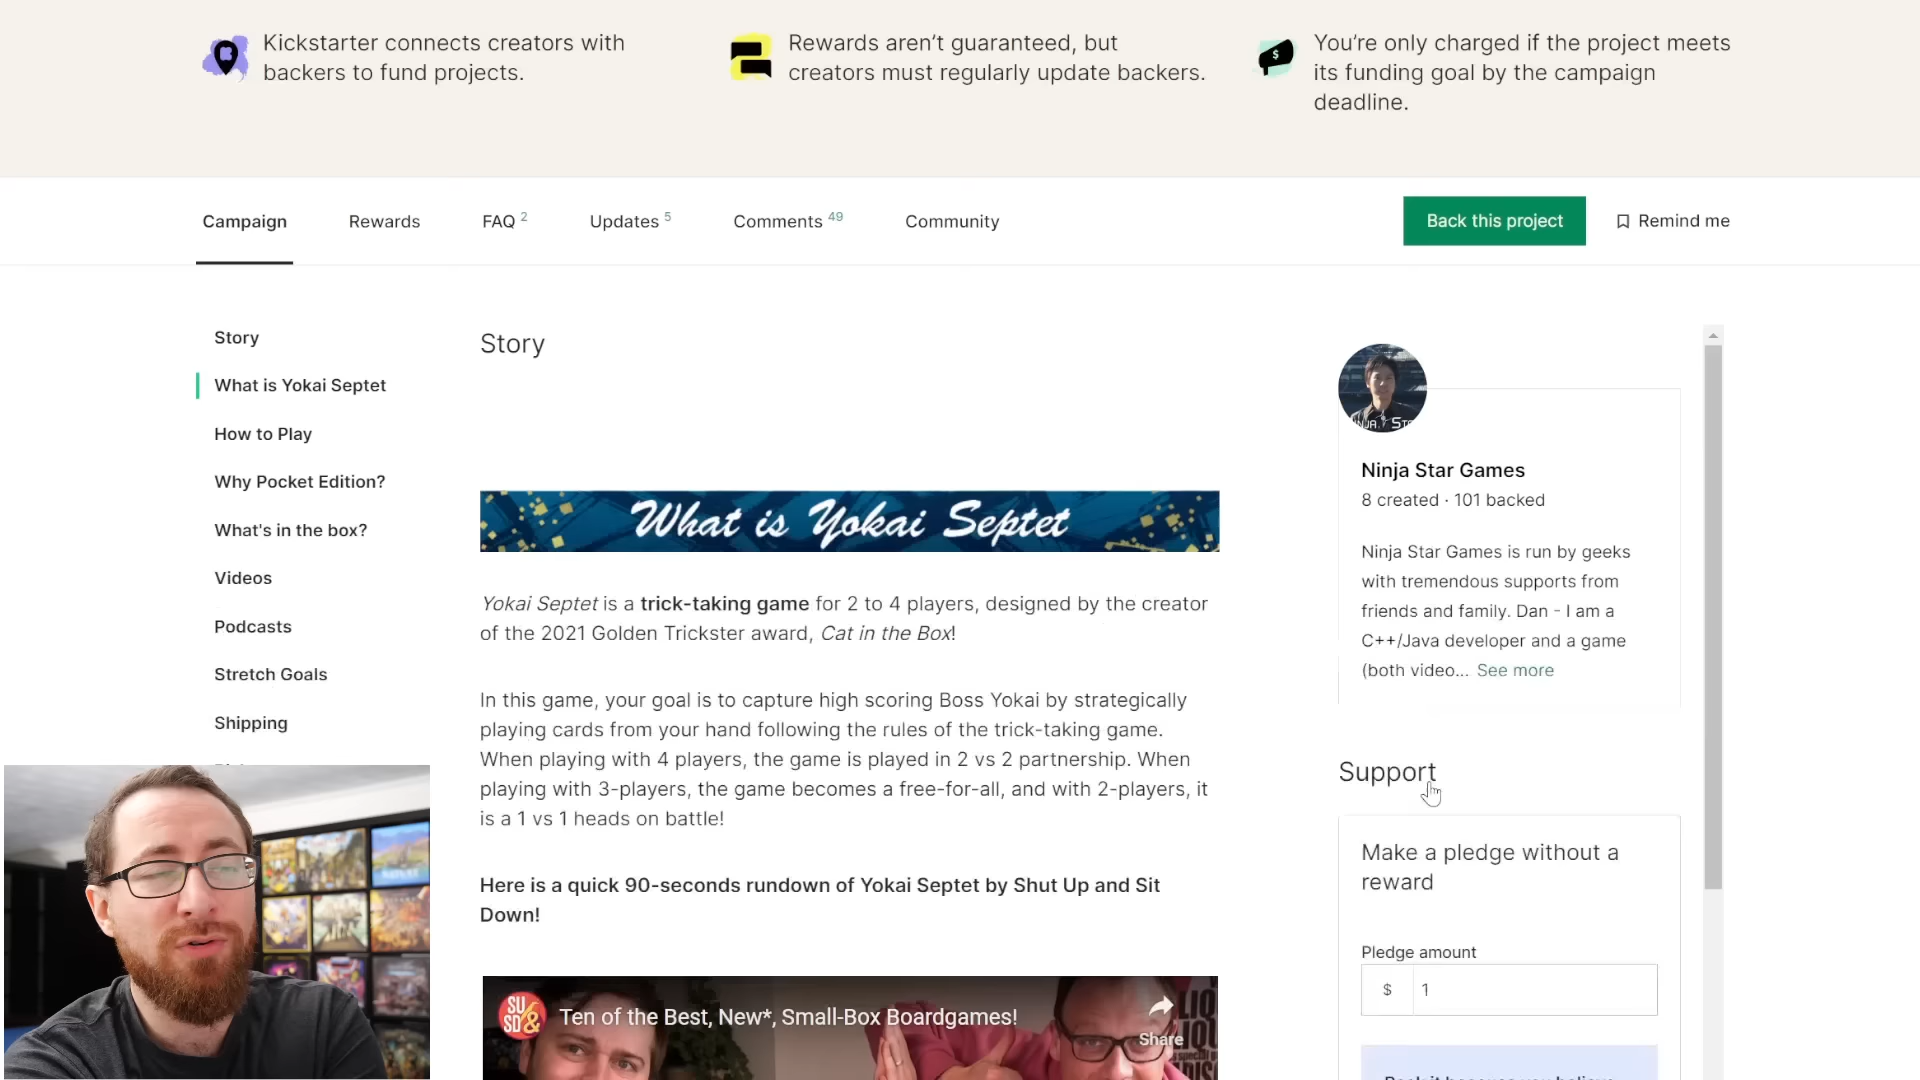 Kickstarter connects creators with
backers to fund projects.
Rewards aren't guaranteed, but
creators must regularly update backers.
$
You're only charged if the project meets
its funding goal by the campaign
deadline.
Campaign
Rewards
FAQ 2
Updates 5
Comments 49
Community
Back this project
Remind me
Story
What is Yokai Septet
How to Play
Why Pocket Edition?
What's in the box?
Videos
Podcasts
Stretch Goals
Shipping
Story
What is Yokai Septet
Yokai Septet is a trick-taking game for 2 to 4 players, designed by the creator
of the 2021 Golden Trickster award, Cat in the Box!
In this game, your goal is to capture high scoring Boss Yokai by strategically
playing cards from your hand following the rules of the trick-taking game.
When playing with 4 players, the game is played in 2 vs 2 partnership. When
playing with 3-players, the game becomes a free-for-all, and with 2-players, it
is a 1 vs 1 heads on battle!
Here is a quick 90-seconds rundown of Yokai Septet by Shut Up and Sit
Down!
SU&
SD&
Ten of the Best, New*, Small-Box Boardgames!
Share
Ninja Star Games
8 created · 101 backed
Ninja Star Games is run by geeks
with tremendous supports from
friends and family. Dan - I am a
C++/Java developer and a game
(both video... See more
Support
Make a pledge without a
reward
Pledge amount
$ 1